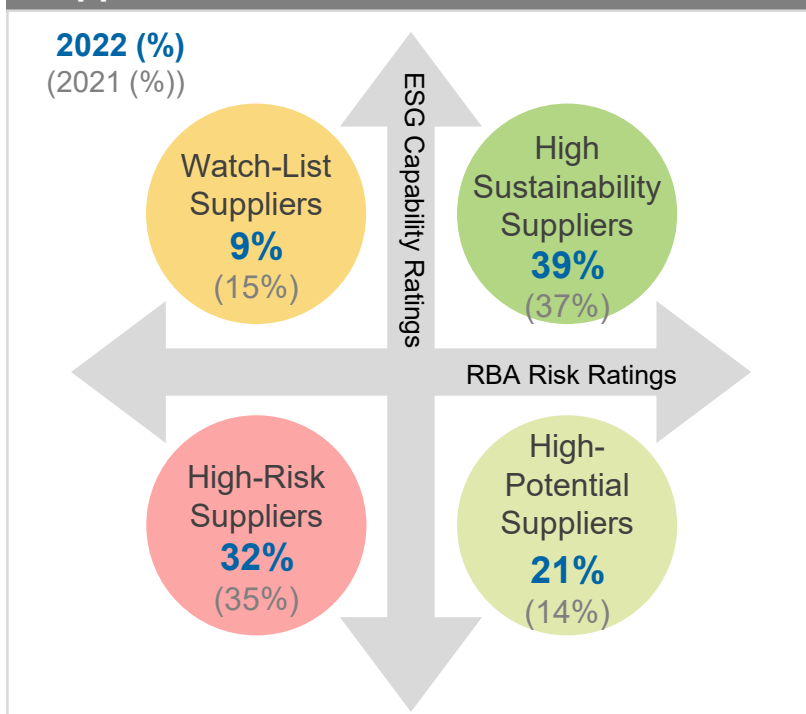 2022 (%)
(2021 (%))
ESG Capability Ratings
Watch-List
Suppliers
9%
(15%)
High
Sustainability
Suppliers
39%
(37%)
RBA Risk Ratings
High-Risk
Suppliers
32%
(35%)
High-
Potential
Suppliers
21%
(14%)